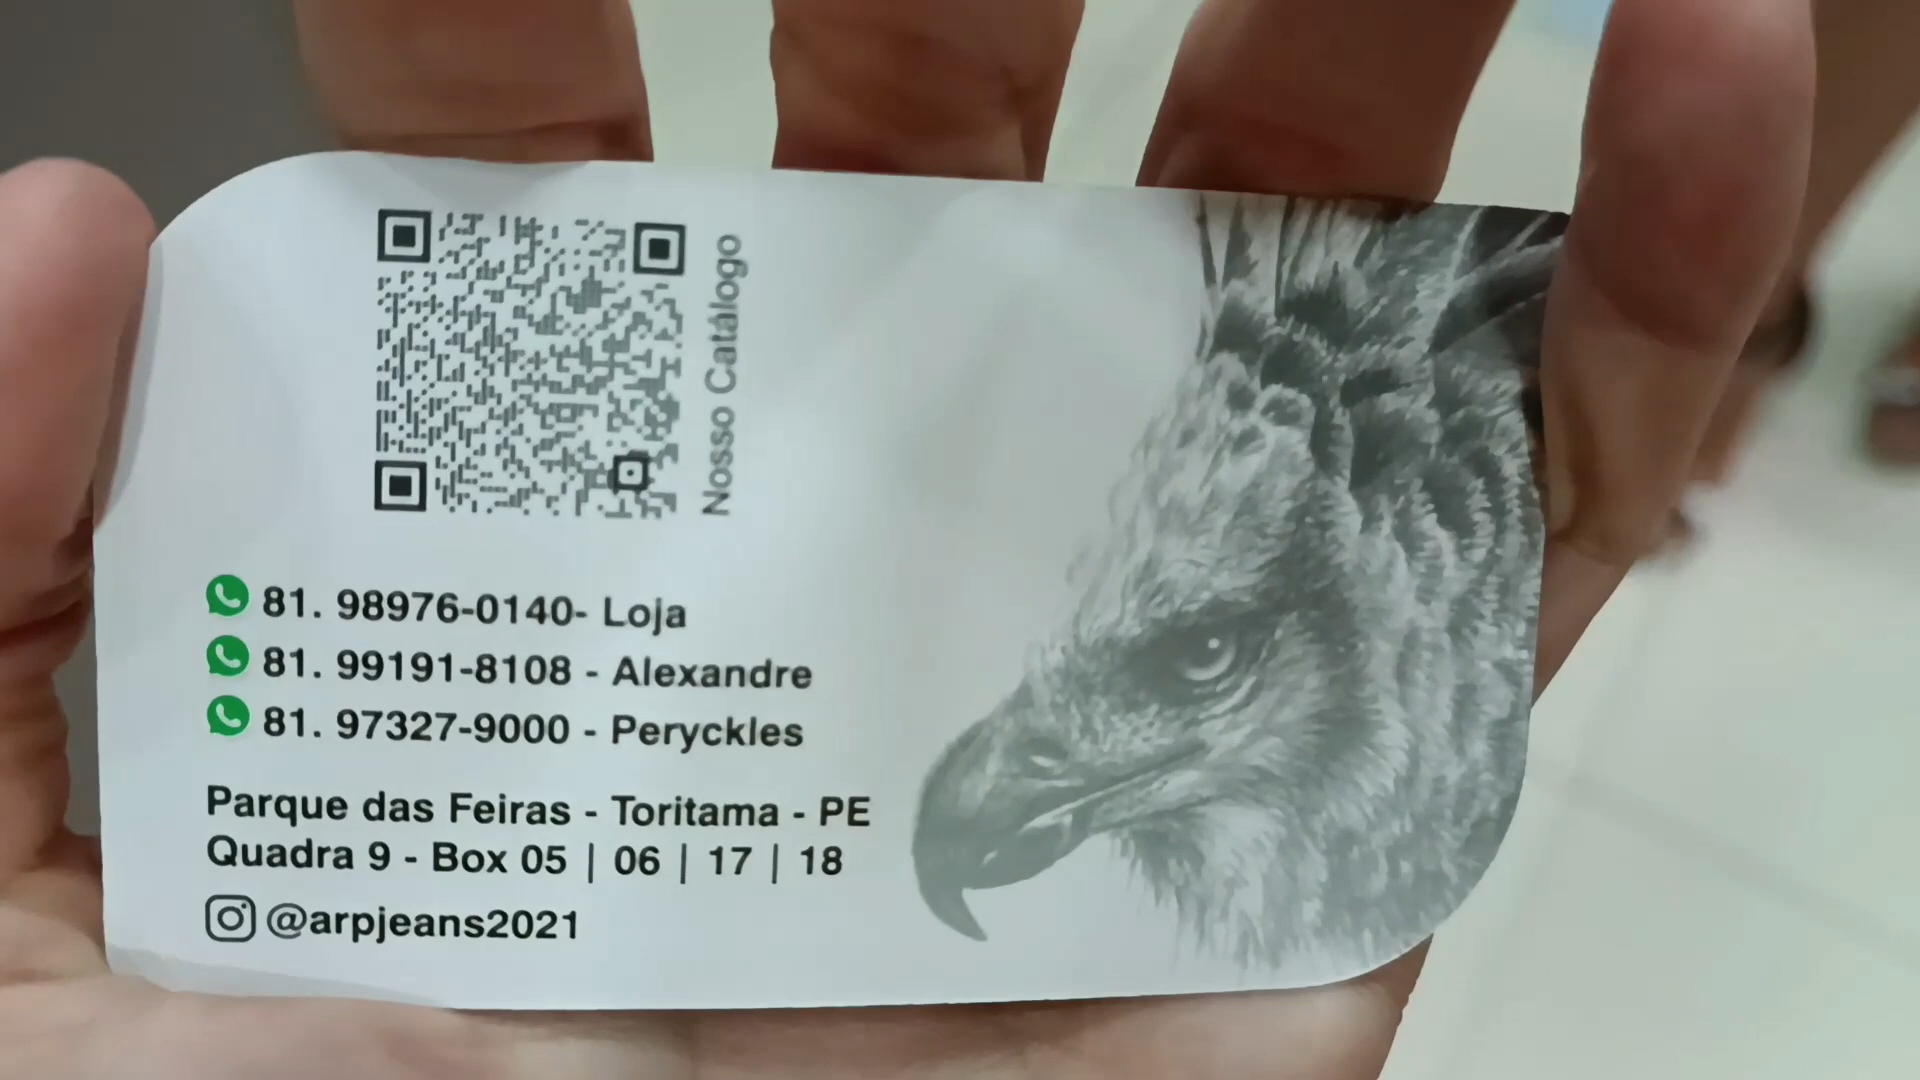 Nosso Catálogo
81. 98976-0140- Loja
81. 99191-8108 - Alexandre
81. 97327-9000 - Peryckles
Parque das Feiras - Toritama - PE
Quadra 9 - Box 05 | 06 | 17 | 18
@arpjeans2021